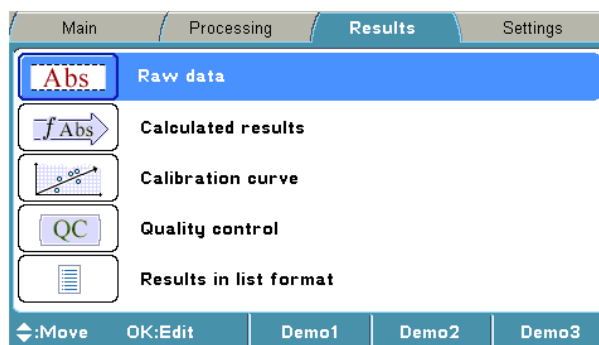 Main Processing Results Settings
Abs Raw data
f Abs Calculated results
Calibration curve
QC Quality control
Results in list format
:Move OK:Edit Demo1 Demo2 Demo3